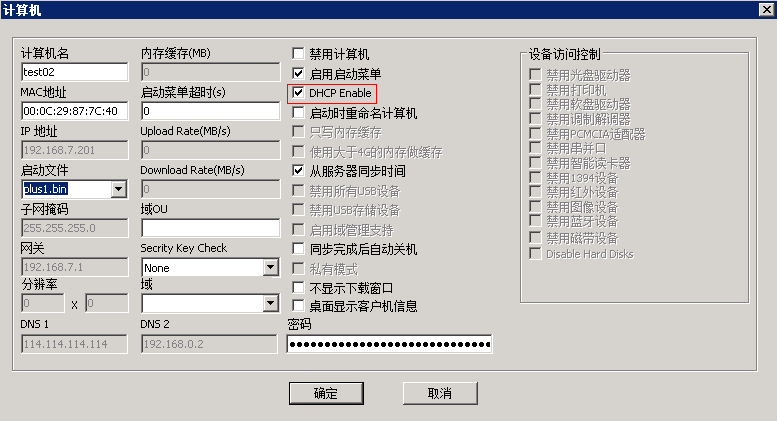 计算机
计算机名
test02
MAC地址
00:0C:29:87:7C:40
IP 地址
192.168.7.201
启动文件
plus1.bin
子网掩码
255.255.255.0
网关
192.168.7.1
分辨率
0 x 0
DNS 1
114.114.114.114
内存缓存(MB)
0
启动菜单超时(s)
0
Upload Rate(MB/s)
0
Download Rate(MB/s)
0
域OU
Secrity Key Check
None
域
DNS 2
192.168.0.2
禁用计算机
启用启动菜单
DHCP Enable
启动时重命名计算机
只写内存缓存
使用大于4G的内存做缓存
从服务器同步时间
禁用所有USB设备
禁用USB存储设备
启用域管理支持
同步完成后自动关机
私有模式
不显示下载窗口
桌面显示客户机信息
密码
设备访问控制
禁用光盘驱动器
禁用打印机
禁用软盘驱动器
禁用调制解调器
禁用PCMCIA适配器
禁用串并口
禁用智能读卡器
禁用1394设备
禁用红外设备
禁用图像设备
禁用蓝牙设备
禁用磁带设备
Disable Hard Disks
确定
取消